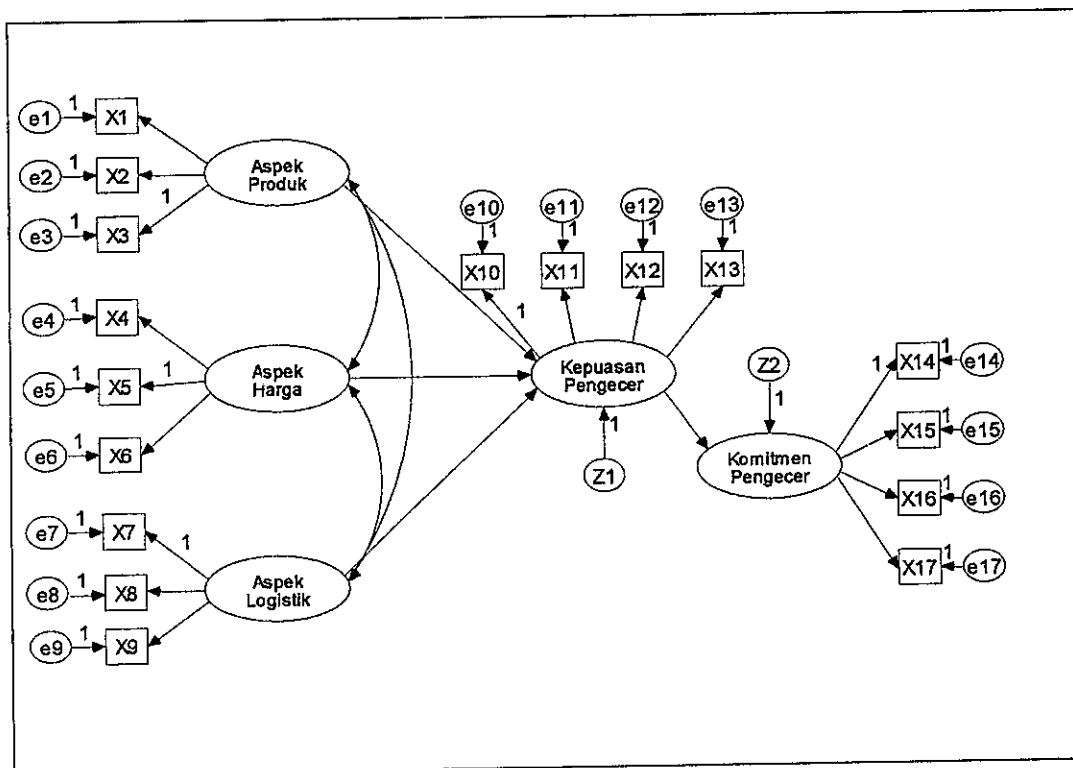 e1 1 X1
e2 1 X2
e3 1 X3
1
Aspek
Produk
e4 1 X4
e5 1 X5 1
e6 1 X6
Aspek
Harga
e7 1 X7 1
e8 1 X8
e9 1 X9
Aspek
Logistik
e10 e11 e12 e13
1 1 1 1
X10 X11 X12 X13
1
Kepuasan
Pengecer
1
Z1
Z2
1
Komitmen
Pengecer
1 X14 1 e14
X15 1 e15
X16 1 e16
X17 1 e17